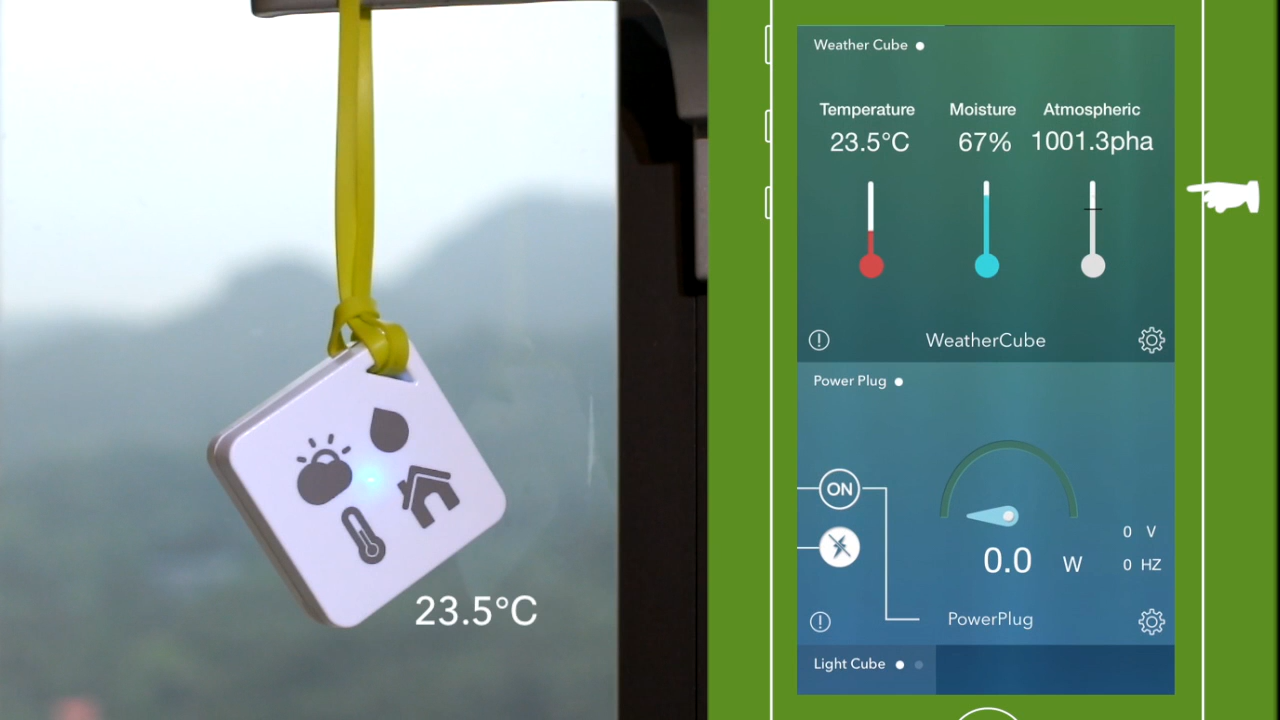 23.5°C
Weather Cube
Temperature Moisture Atmospheric
23.5°C 67% 1001.3pha
WeatherCube
Power Plug
ON
0 V
0.0 W 0 HZ
PowerPlug
Light Cube